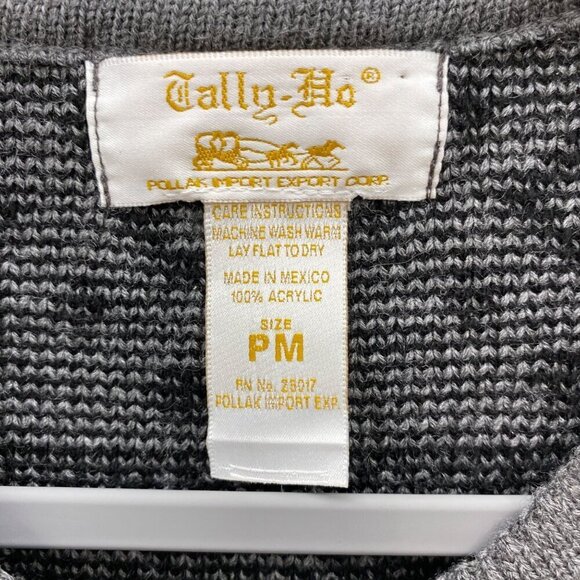 Tally-Ho®
POLLAK IMPORT EXPORT CORP.
CARE INSTRUCTIONS
MACHINE WASH WARM
LAY FLAT TO DRY
MADE IN MEXICO
100% ACRYLIC
SIZE
PM
RN No. 28017
POLLAK IMPORT EXP.